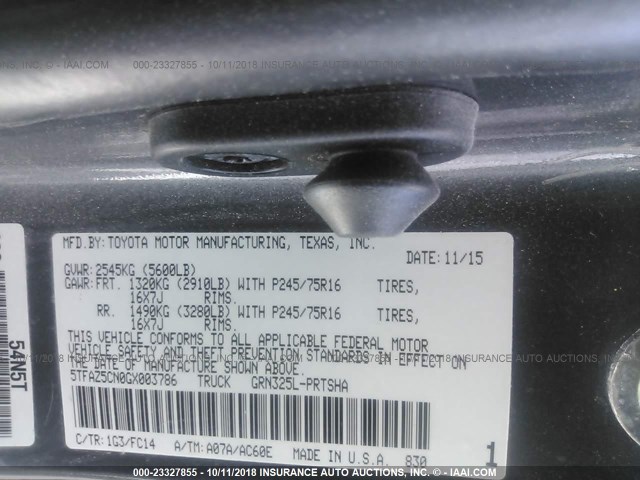 000-23327855 - 10/11/2018 - INSURANCE AUTO AUCTIONS, INC. - © IAAI.COM
MFD.BY: TOYOTA MOTOR MANUFACTURING, TEXAS, INC.
DATE: 11/15
GVWR: 2545KG (5600LB)
GAWR: FRT. 1320KG (2910LB) WITH P245/75R16 TIRES,
16X7J RIMS.
RR. 1490KG (3280LB) WITH P245/75R16 TIRES,
16X7J RIMS.
THIS VEHICLE CONFORMS TO ALL APPLICABLE FEDERAL MOTOR
VEHICLE SAFETY AND THEFT PREVENTION STANDARDS IN EFFECT ON
THE DATE OF MANUFACTURE SHOWN ABOVE.
5TFAZ5CN0GX003786 TRUCK GRN325L-PRTSHA
C/TR: 1G3/FC14 A/TM: A07A/AC60E MADE IN U.S.A. 830
1
54N5T
000-23327855 - 10/11/2018 - INSURANCE AUTO AUCTIONS, INC. - © IAAI.COM